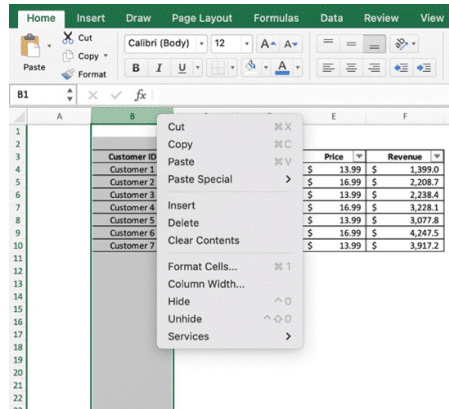 Home Insert Draw Page Layout Formulas Data Review View
Paste
Cut
Copy
Format
Calibri (Body) 12 A A
B I U A
B1 fx
A B E F
1
2
3 Customer ID Price Revenue
4 Customer 1 $ 13.99 $ 1,399.0
5 Customer 2 $ 16.99 $ 2,208.7
6 Customer 3 $ 13.99 $ 2,238.4
7 Customer 4 $ 16.99 $ 3,228.1
8 Customer 5 $ 13.99 $ 3,077.8
9 Customer 6 $ 16.99 $ 4,247.5
10 Customer 7 $ 13.99 $ 3,917.2
11
12
13
14
15
16
17
18
19
20
21
22
Cut ⌘X
Copy ⌘C
Paste ⌘V
Paste Special
Insert
Delete
Clear Contents
Format Cells... ⌘1
Column Width...
Hide ^0
Unhide ^⇧0
Services